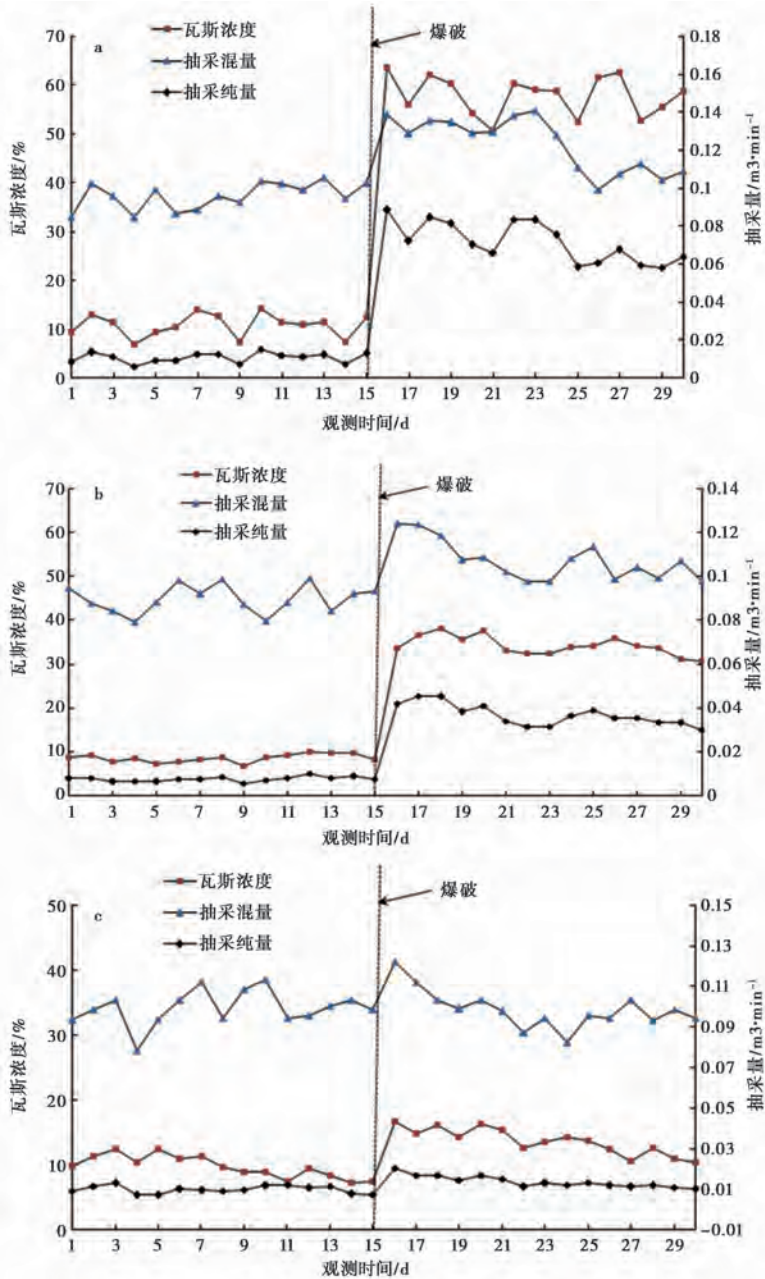 a
瓦斯浓度
抽采混量
抽采纯量
爆破
70
60
50
40
30
20
10
0
瓦斯浓度/%
0.18
0.16
0.14
0.12
0.1
0.08
0.06
0.04
0.02
0
抽采量/m3•min⁻¹
1 3 5 7 9 11 13 15 17 19 21 23 25 27 29
观测时间/d
b
瓦斯浓度
抽采混量
抽采纯量
爆破
70
60
50
40
30
20
10
0
瓦斯浓度/%
0.14
0.12
0.1
0.08
0.06
0.04
0.02
0
抽采量/m3•min⁻¹
1 3 5 7 9 11 13 15 17 19 21 23 25 27 29
观测时间/d
c
瓦斯浓度
抽采混量
抽采纯量
爆破
50
40
30
20
10
0
瓦斯浓度/%
0.15
0.13
0.11
0.09
0.07
0.05
0.03
0.01
-0.01
抽采量/m3•min⁻¹
1 3 5 7 9 11 13 15 17 19 21 23 25 27 29
观测时间/d